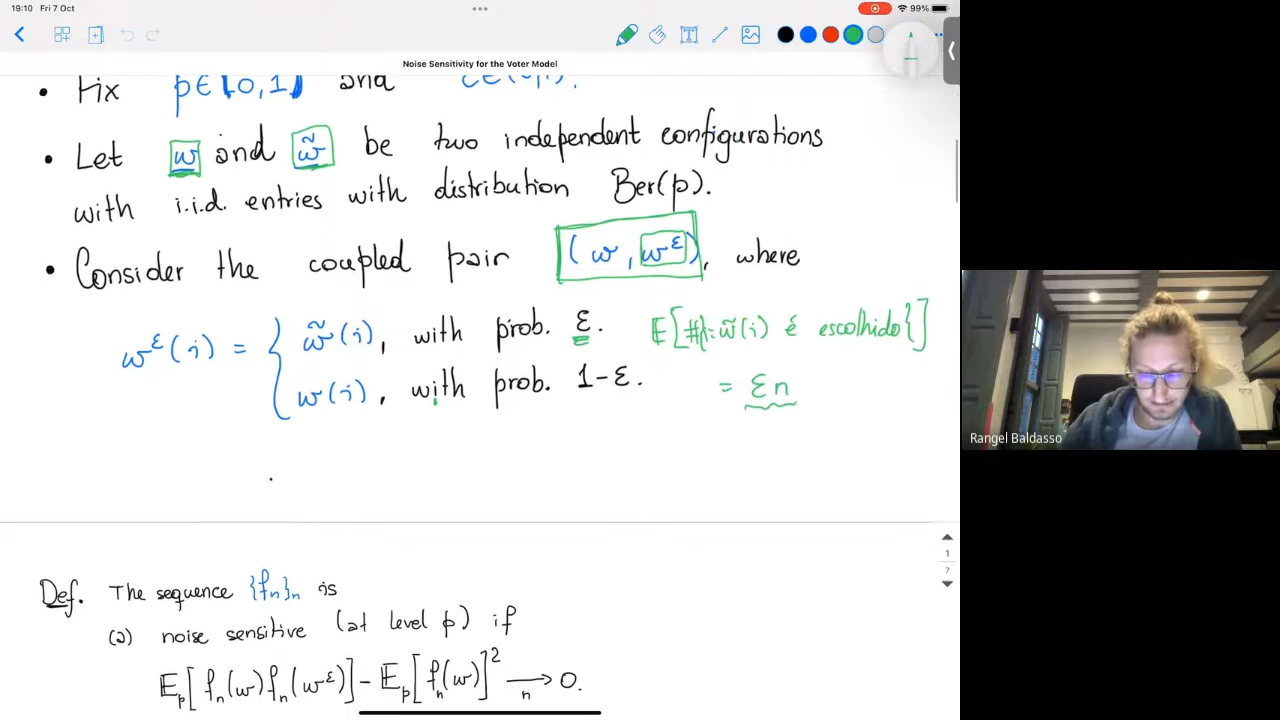 19:10 Fri 7 Oct
99%
Noise Sensitivity for the Voter Model
• Fix p∈(0,1) and
• Let w and w̃ be two independent configurations
with i.i.d. entries with distribution Ber(p).
• Consider the coupled pair (w, w^ε), where
w^ε(i) = { w̃(i), with prob. ε. E[#{i: w̃(i) é escolhido}]
w(i), with prob. 1-ε. = εn
Def. The sequence {fn}n is
(a) noise sensitive (at level p) if
E_p[f_n(w)f_n(w^ε)] - E_p[f_n(w)]^2 →_n 0.
1
7
Rangel Baldasso